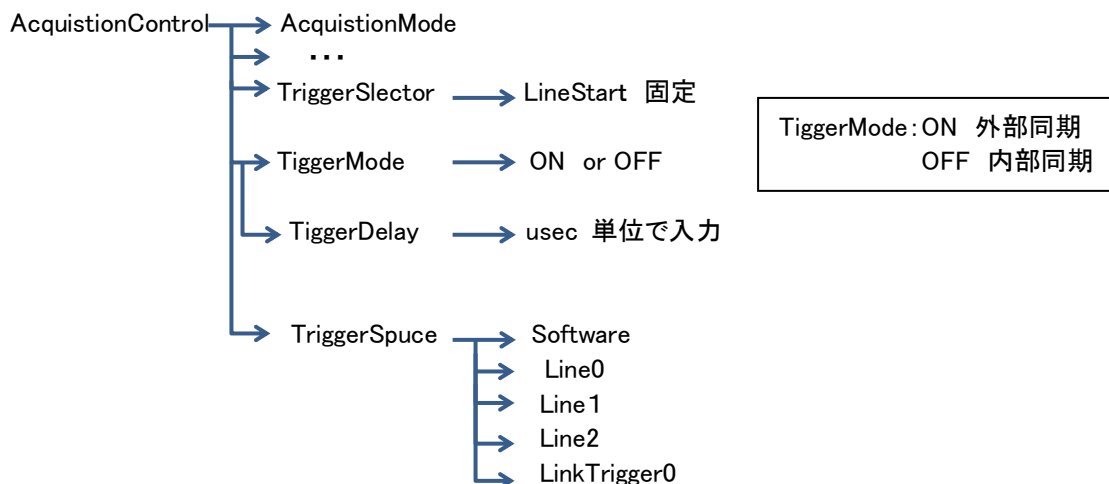 AcquistionControl AcquistionMode
・・・
TriggerSlector LineStart 固定
TiggerMode:ON 外部同期
OFF 内部同期
TiggerMode ON or OFF
TiggerDelay usec 単位で入力
TriggerSpuce Software
Line0
Line1
Line2
LinkTrigger0